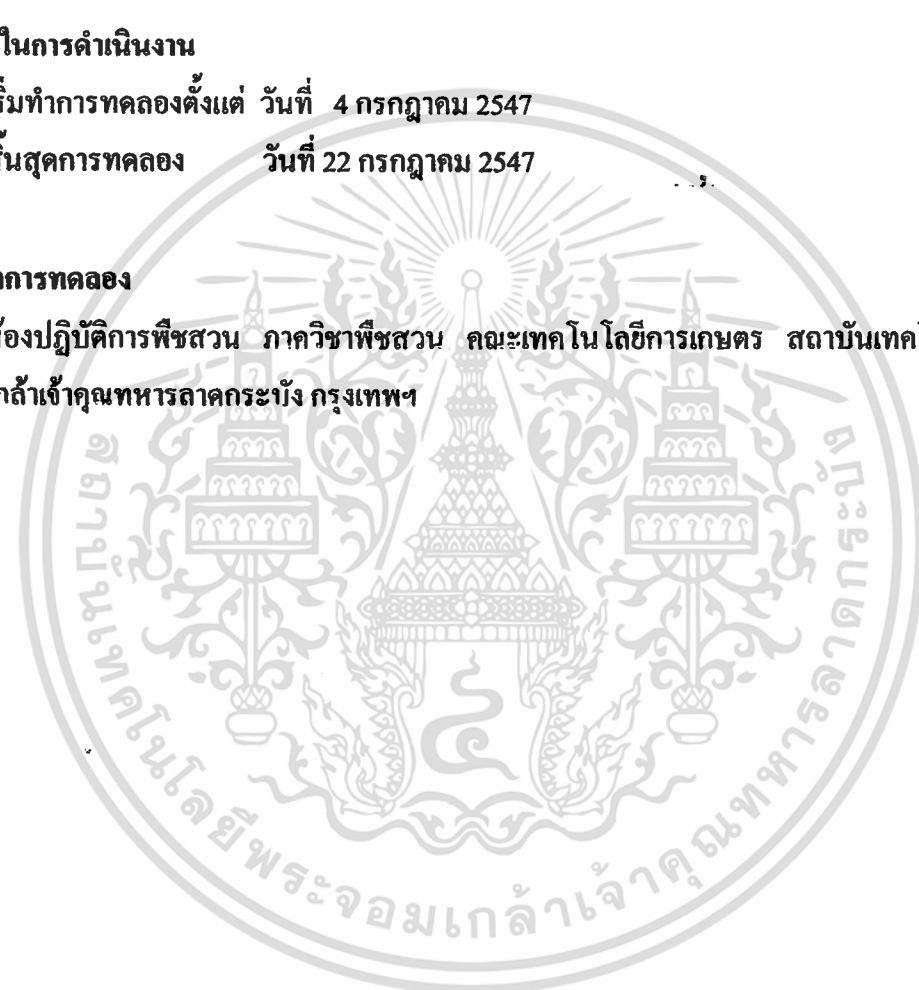 ในการดำเนินงาน
ริ่มทำการทดลองตั้งแต่ วันที่ 4 กรกฎาคม 2547
สิ้นสุดการทดลอง วันที่ 22 กรกฎาคม 2547
การทดลอง
ห้องปฏิบัติการพืชสวน ภาควิชาพืชสวน คณะเทคโนโลยีการเกษตร สถาบันเทค
กล้าเจ้าคุณทหารลาดกระบัง กรุงเทพฯ
สถาบันเทคโนโลยีพระจอมเกล้าเจ้าคุณทหารลาดกระบัง